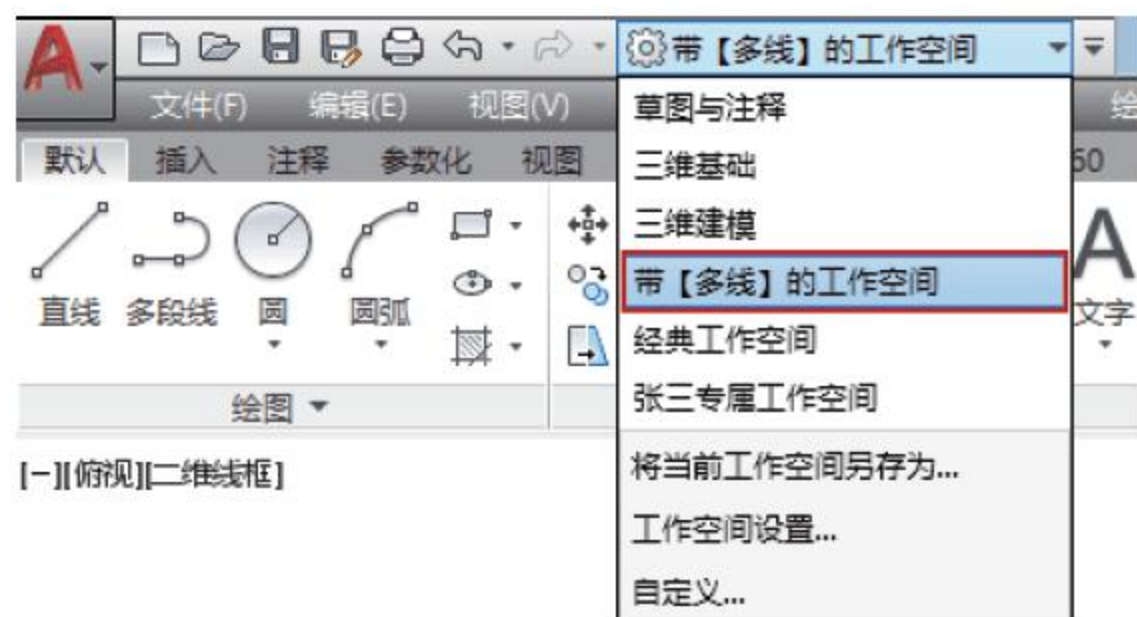 带【多线】的工作空间
文件(F) 编辑(E) 视图(V)
草图与注释
默认 插入 注释 参数化 视图
三维基础
60
三维建模
带【多线】的工作空间
直线 多段线 圆 圆弧
A
文字
经典工作空间
张三专属工作空间
绘图
[-][俯视][二维线框]
将当前工作空间另存为...
工作空间设置...
自定义...